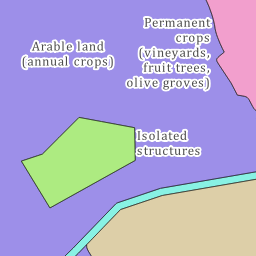 Arable land
(annual crops)
Permanent
crops
(vineyards,
fruit trees,
olive groves)
Isolated
structures